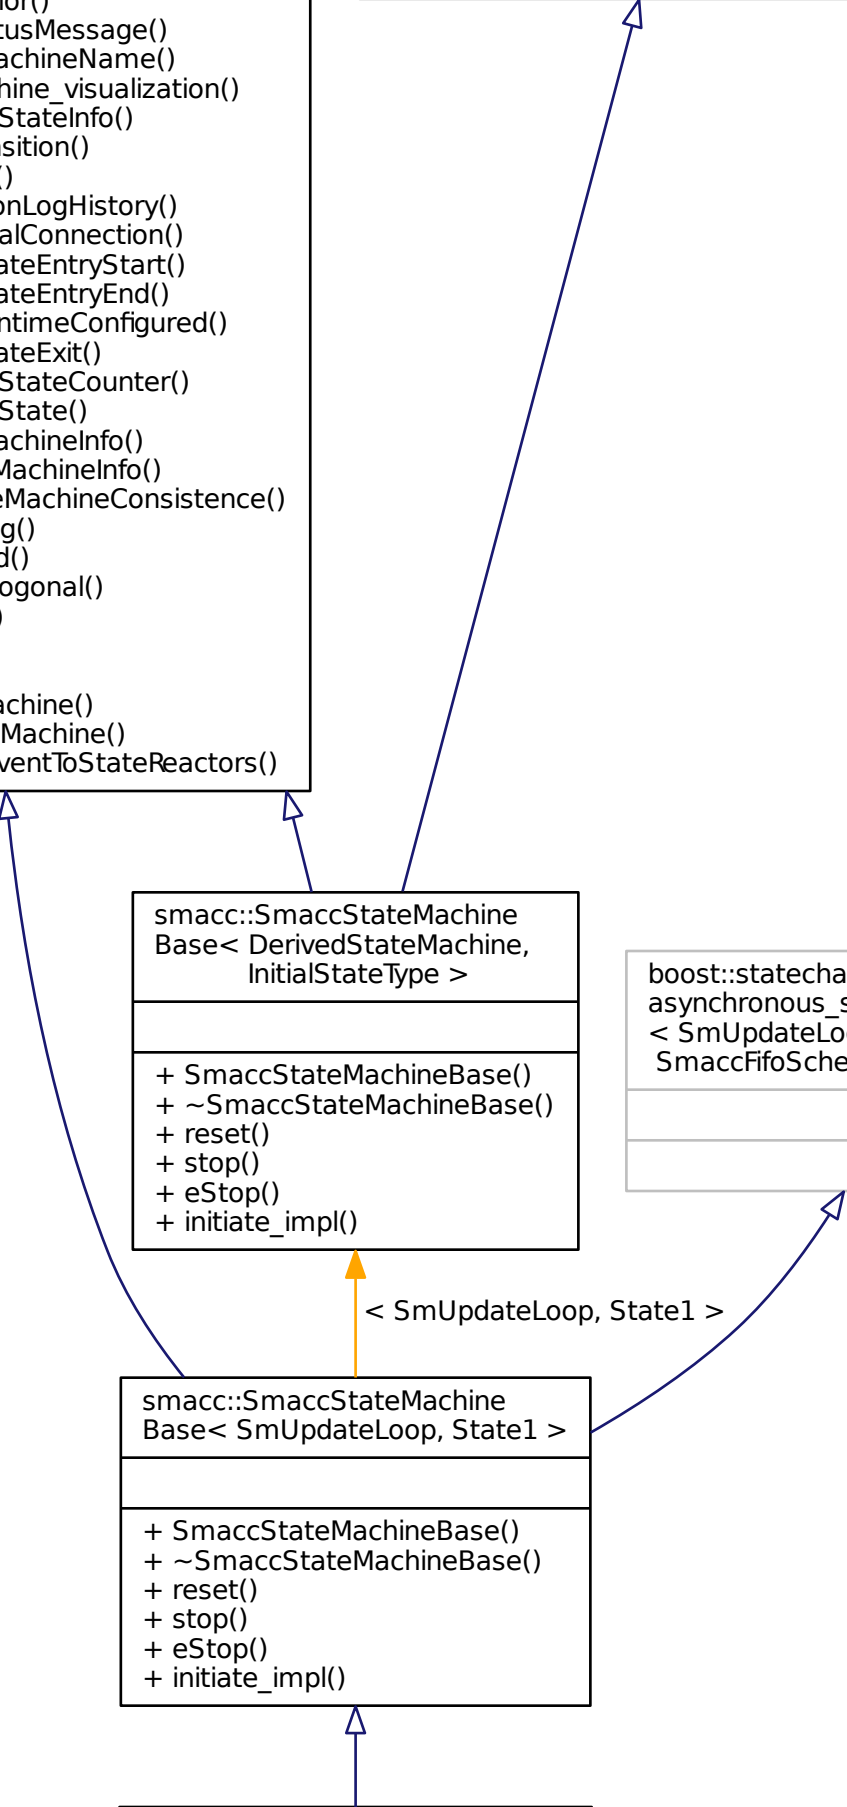 tusMessage()
achineName()
hine_visualization()
StateInfo()
sition()
()
onLogHistory()
alConnection()
ateEntryStart()
ateEntryEnd()
ntimeConfigured()
ateExit()
StateCounter()
State()
achineInfo()
MachineInfo()
eMachineConsistence()
g()
d()
ogonal()
)
achine()
Machine()
ventToStateReactors()
smacc::SmaccStateMachine
Base< DerivedStateMachine,
InitialStateType >
+ SmaccStateMachineBase()
+ ~SmaccStateMachineBase()
+ reset()
+ stop()
+ eStop()
+ initiate_impl()
boost::statecha
asynchronous_s
< SmUpdateLo
SmaccFifoSche
< SmUpdateLoop, State1 >
smacc::SmaccStateMachine
Base< SmUpdateLoop, State1 >
+ SmaccStateMachineBase()
+ ~SmaccStateMachineBase()
+ reset()
+ stop()
+ eStop()
+ initiate_impl()